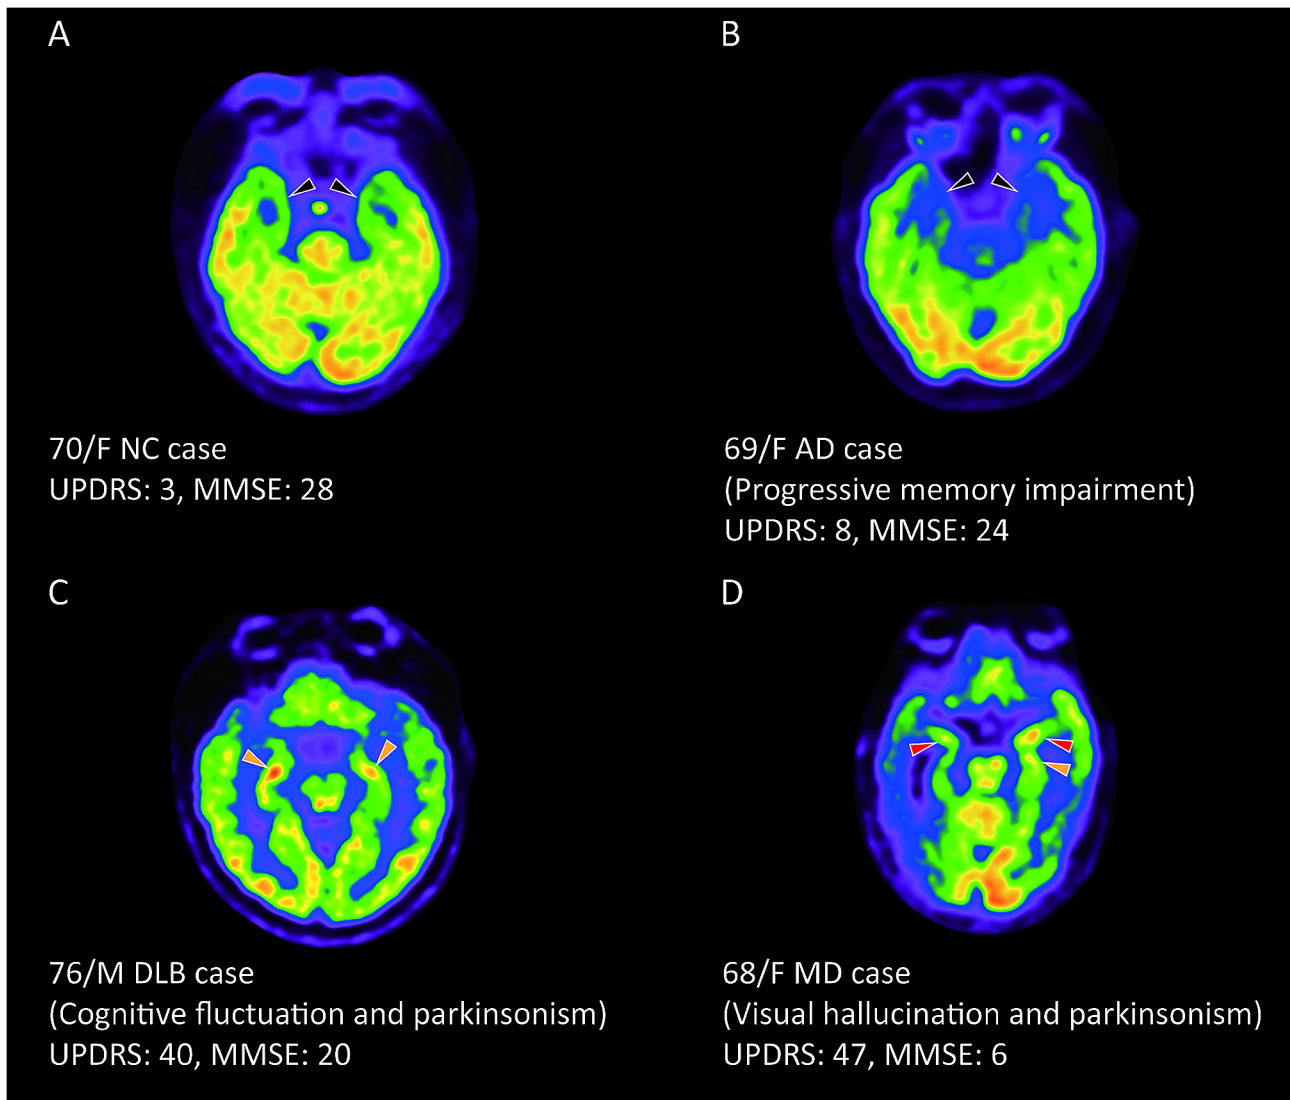 A
B
70/F NC case
UPDRS: 3, MMSE: 28
69/F AD case
(Progressive memory impairment)
UPDRS: 8, MMSE: 24
C
D
76/M DLB case
(Cognitive fluctuation and parkinsonism)
UPDRS: 40, MMSE: 20
68/F MD case
(Visual hallucination and parkinsonism)
UPDRS: 47, MMSE: 6